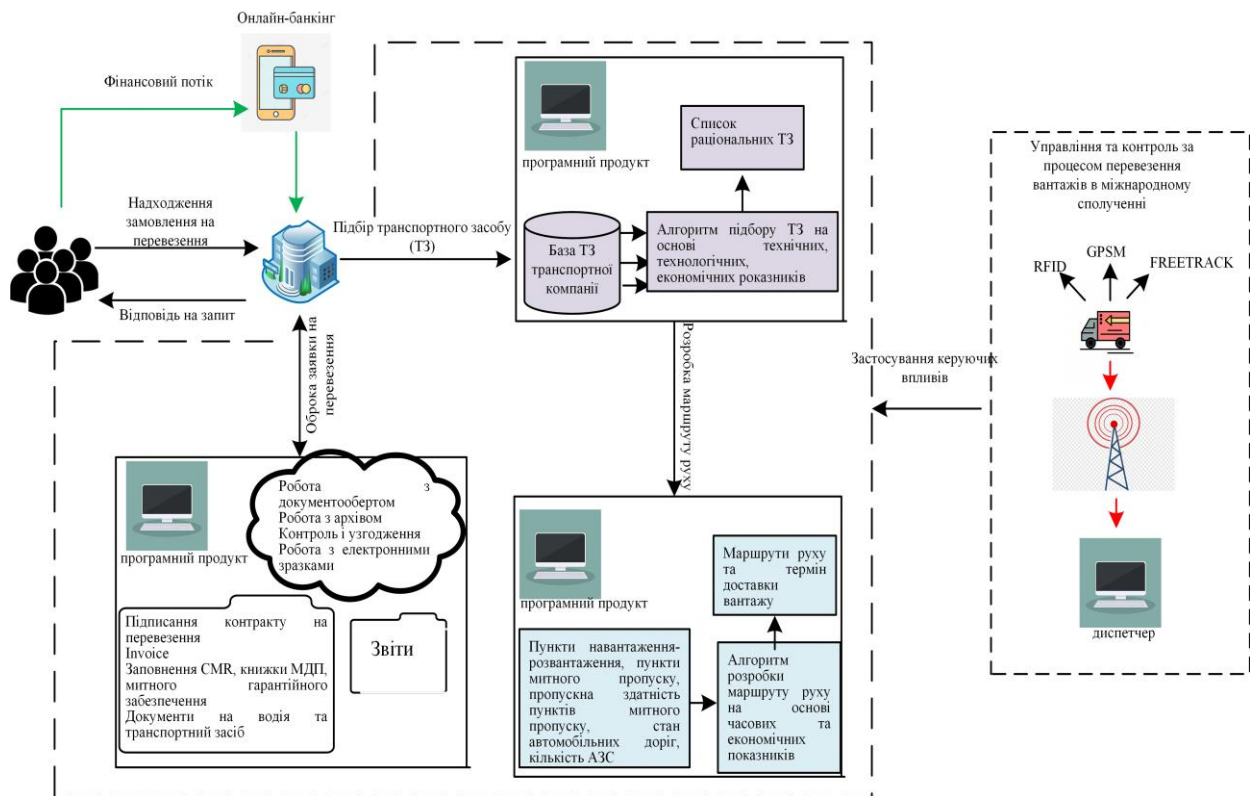 Онлайн-банкінг
Фінансовий потік
Надходження
замовлення на
перевезення
Відповідь на запит
Підбір транспортного засобу
(ТЗ)
програмний продукт
Список
раціональних ТЗ
База ТЗ
транспортної
компанії
Алгоритм підбору ТЗ на
основі технічних,
технологічних,
економічних роказників
Оброка заявки на
перевезення
Розробка маршруту руху
програмний продукт
Робота з
документообертом
Робота з архівом
Контроль і узгодження
Робота з електронними
зразками
Підписання контракту на
перевезення
Invoice
Заповнення CMR, книжки МДП,
митного гарантійного
забезпечення
Документи на водія та
транспортний засіб
Звіти
програмний продукт
Маршрути руху
та термін
доставки
вантажу
Пункти навантаження-
розвантаження, пункти
митного пропуску,
пропускна здатність
пунктів митного
пропуску, стан
автомобільних доріг,
кількість АЗС
Алгоритм
розробки
маршруту руху
на основі
часових та
економічних
показників
Застосування керуючих
впливів
Управління та контроль за
процесом перевезення
вантажів в міжнародному
сполученні
RFID
GPSM
FREETRACK
диспетчер